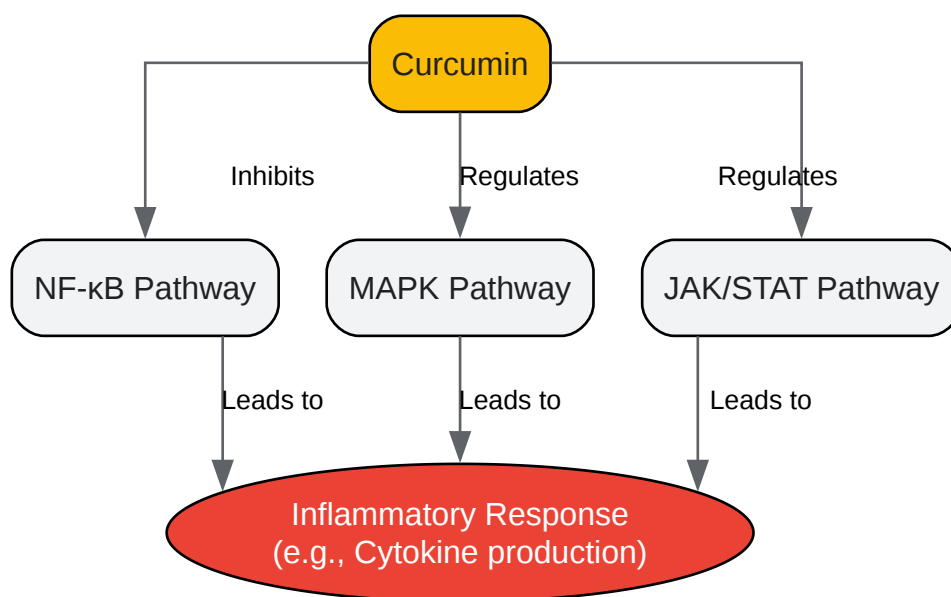 Curcumin
Inhibits
Regulates
Regulates
NF-κB Pathway
MAPK Pathway
JAK/STAT Pathway
Leads to
Leads to
Leads to
Inflammatory Response
(e.g., Cytokine production)